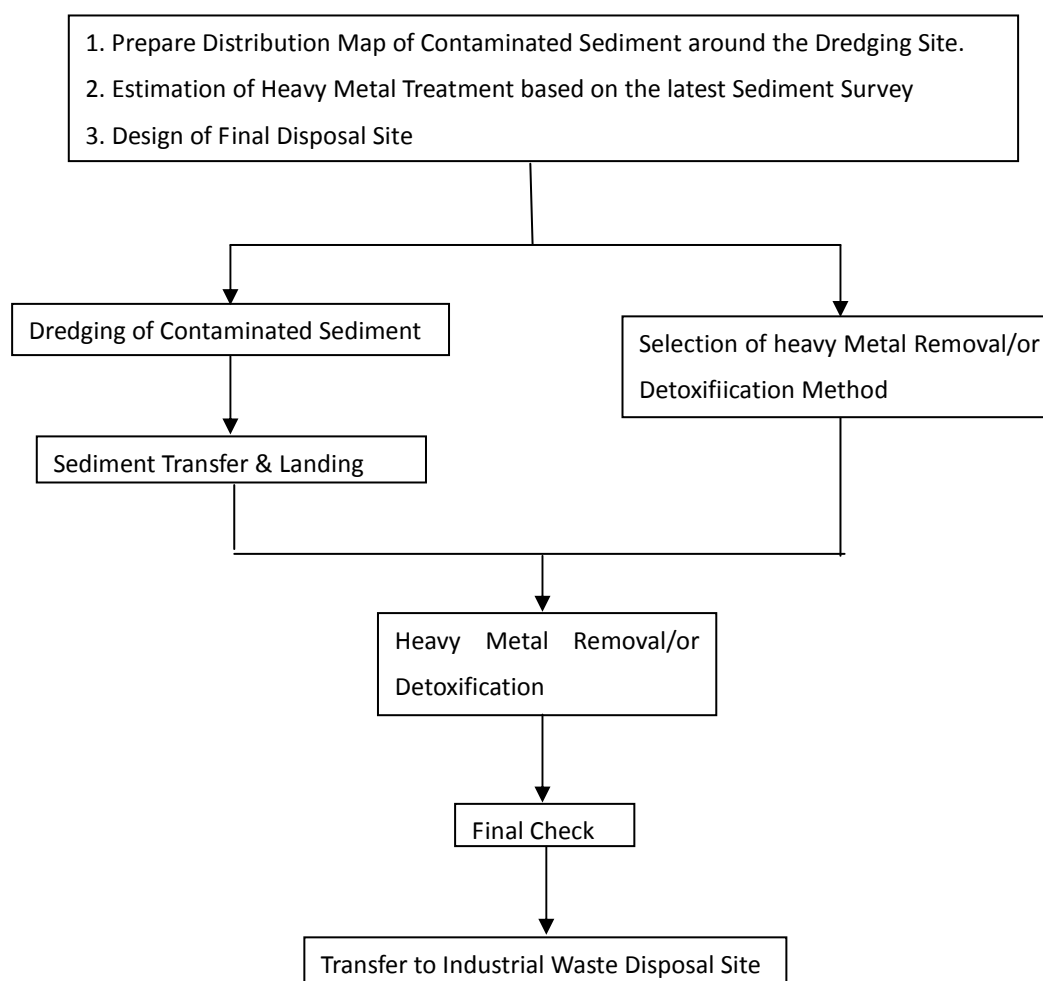 1. Prepare Distribution Map of Contaminated Sediment around the Dredging Site.
2. Estimation of Heavy Metal Treatment based on the latest Sediment Survey
3. Design of Final Disposal Site
Dredging of Contaminated Sediment
Selection of heavy Metal Removal/or
Detoxifiication Method
Sediment Transfer & Landing
Heavy Metal Removal/or
Detoxification
Final Check
Transfer to Industrial Waste Disposal Site